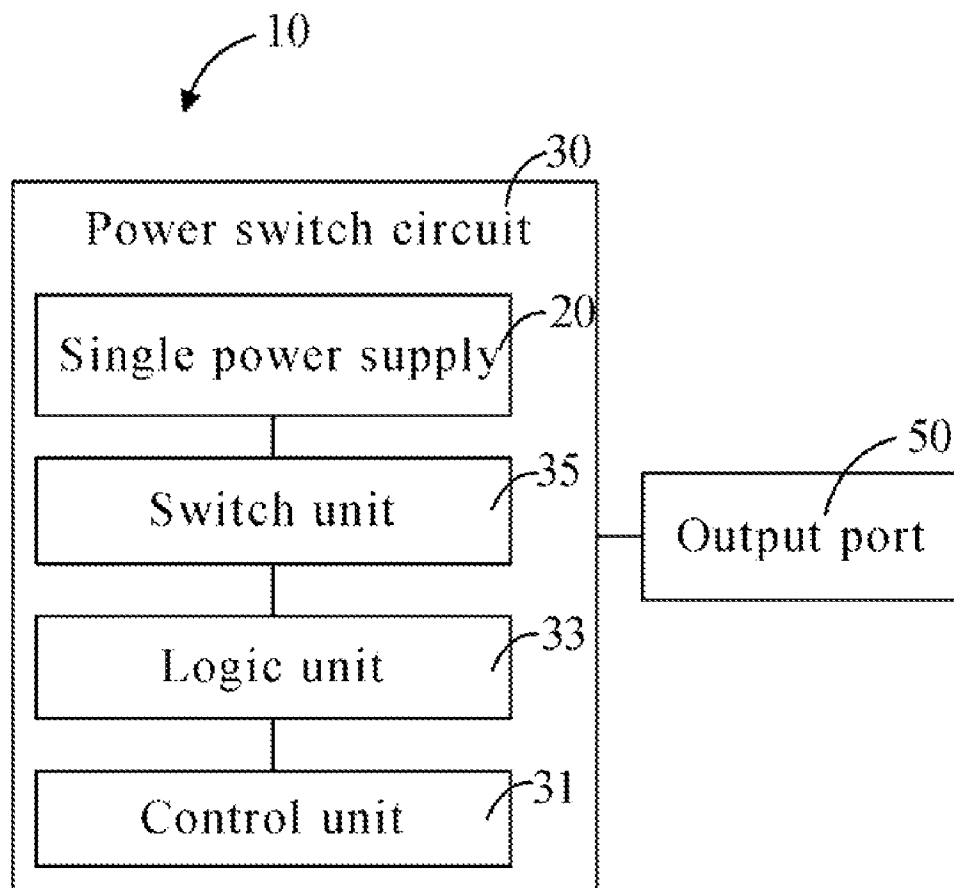 10
30
Power switch circuit
20
Single power supply
35
Switch unit
50
Output port
33
Logic unit
31
Control unit